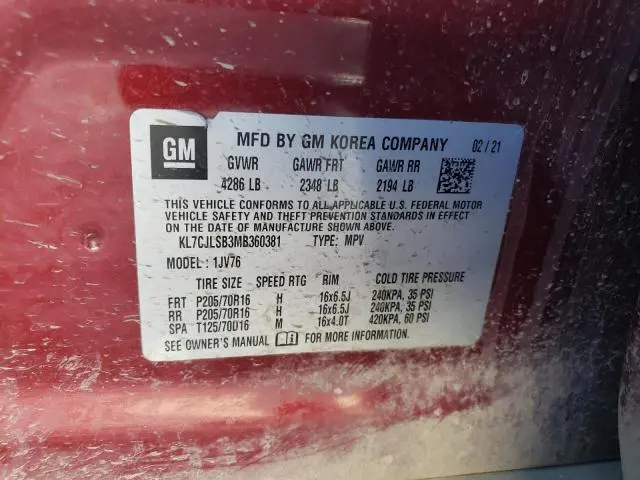 GM
MFD BY GM KOREA COMPANY 02/21
GVWR GAWR FRT GAWR RR
4286 LB 2348 LB 2194 LB
THIS VEHICLE CONFORMS TO ALL APPLICABLE U.S. FEDERAL MOTOR
VEHICLE SAFETY AND THEFT PREVENTION STANDARDS IN EFFECT
ON THE DATE OF MANUFACTURE SHOWN ABOVE.
KL7CJLSB3MB360381 TYPE: MPV
MODEL: 1JV76
TIRE SIZE SPEED RTG RIM COLD TIRE PRESSURE
FRT P205/70R16 H 16x6.5J 240KPA, 35 PSI
RR P205/70R16 H 16x6.5J 240KPA, 35 PSI
SPA T125/70D16 M 16x4.0T 420KPA, 60 PSI
SEE OWNER'S MANUAL FOR MORE INFORMATION.